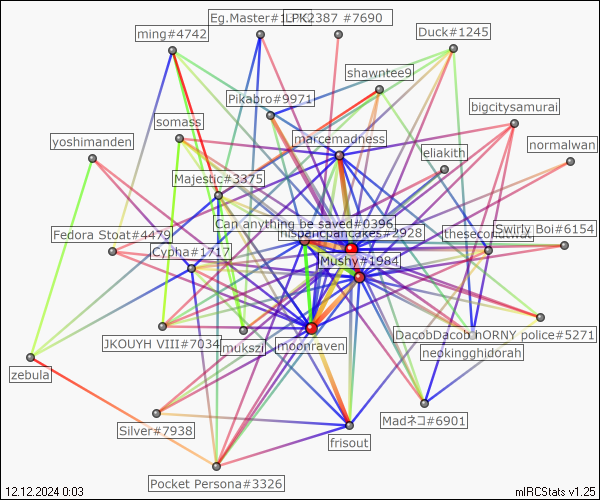 Eg.Master#1
LPK2387 #7690
ming#4742
Duck#1245
shawntee9
Pikabro#9971
bigcitysamurai
somass
marcemadness
yoshimanden
eliakith
normalwan
Majestic#3375
Can anything be saved#0396
Fedora Stoat#4479
hispanicpancakes#2928
thesecond
Swirly Boi#6154
Cypha#1717
Mushy#1984
JKOUYH VIII#7034
mukszi
moonraven
DacobDacob
hORNY police#5271
neokingghidorah
zebula
Silver#7938
Madネコ#6901
frisout
Pocket Persona#3326
12.12.2024 0:03
mIRCStats v1.25